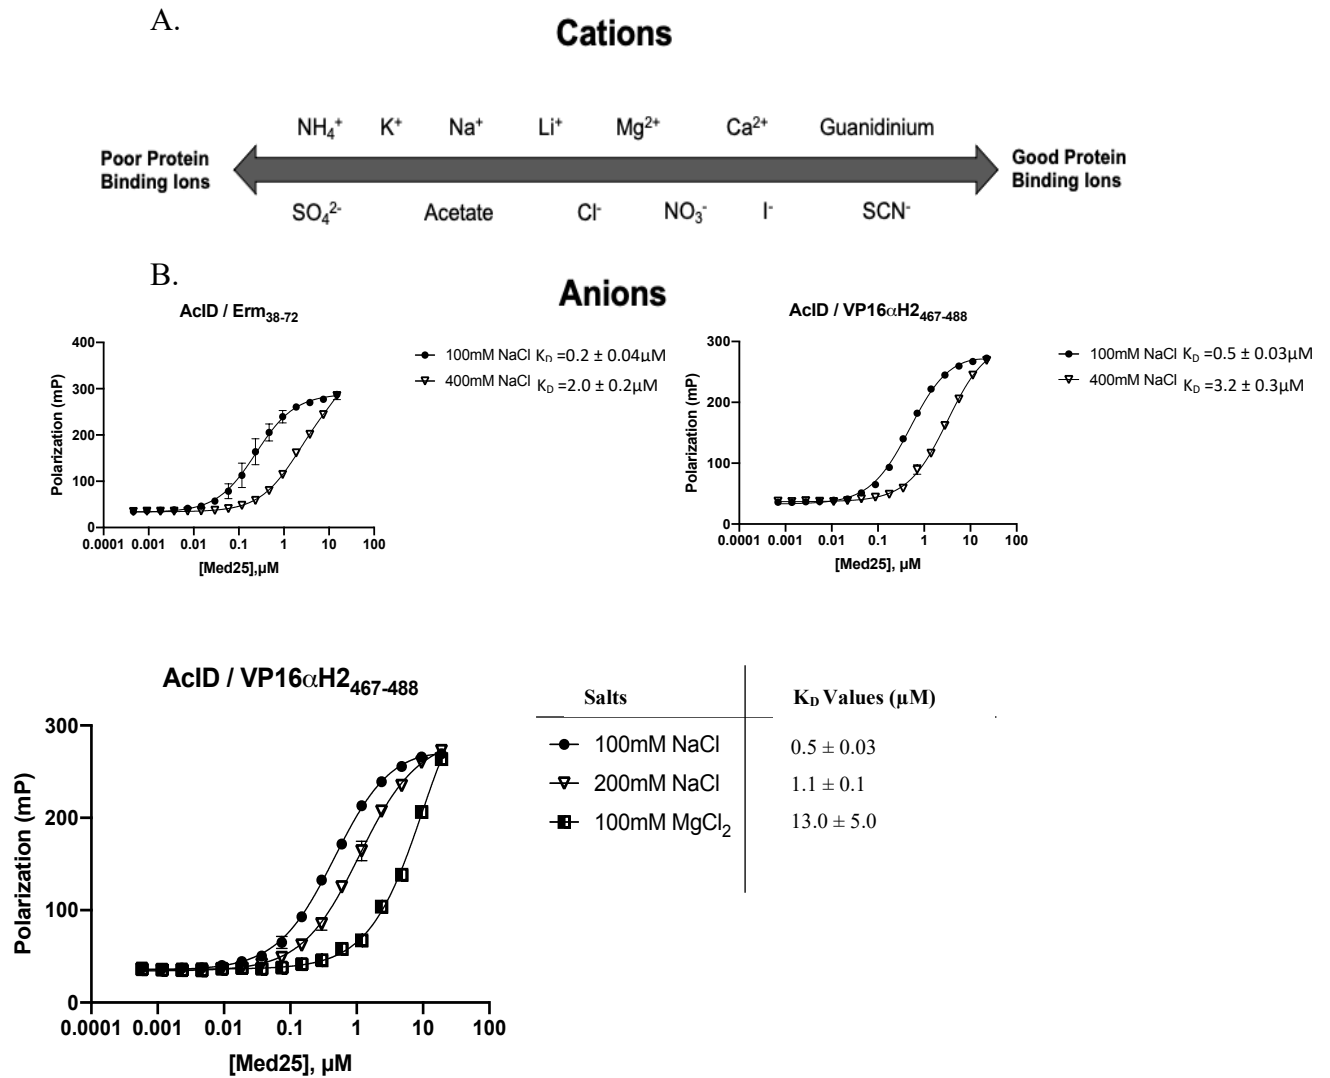 A.
Cations
NH₄⁺ K⁺ Na⁺ Li⁺ Mg²⁺ Ca²⁺ Guanidinium
Poor Protein
Binding Ions
Good Protein
Binding Ions
SO₄²⁻ Acetate Cl⁻ NO₃⁻ I⁻ SCN⁻
B.
Anions
AcID / Erm₃₈₋₇₂
400
300
200
100
0
Polarization (mP)
0.0001 0.001 0.01 0.1 1 10 100
[Med25],µM
100mM NaCl K_D =0.2 ± 0.04µM
400mM NaCl K_D =2.0 ± 0.2µM
AcID / VP16αH2₄₆₇₋₄₈₈
300
200
100
0
Polarization (mP)
0.0001 0.001 0.01 0.1 1 10 100
[Med25], µM
100mM NaCl K_D =0.5 ± 0.03µM
400mM NaCl K_D =3.2 ± 0.3µM
AcID / VP16αH2₄₆₇₋₄₈₈
300
200
100
0
Polarization (mP)
0.0001 0.001 0.01 0.1 1 10 100
[Med25], µM
Salts K_D Values (µM)
100mM NaCl 0.5 ± 0.03
200mM NaCl 1.1 ± 0.1
100mM MgCl₂ 13.0 ± 5.0